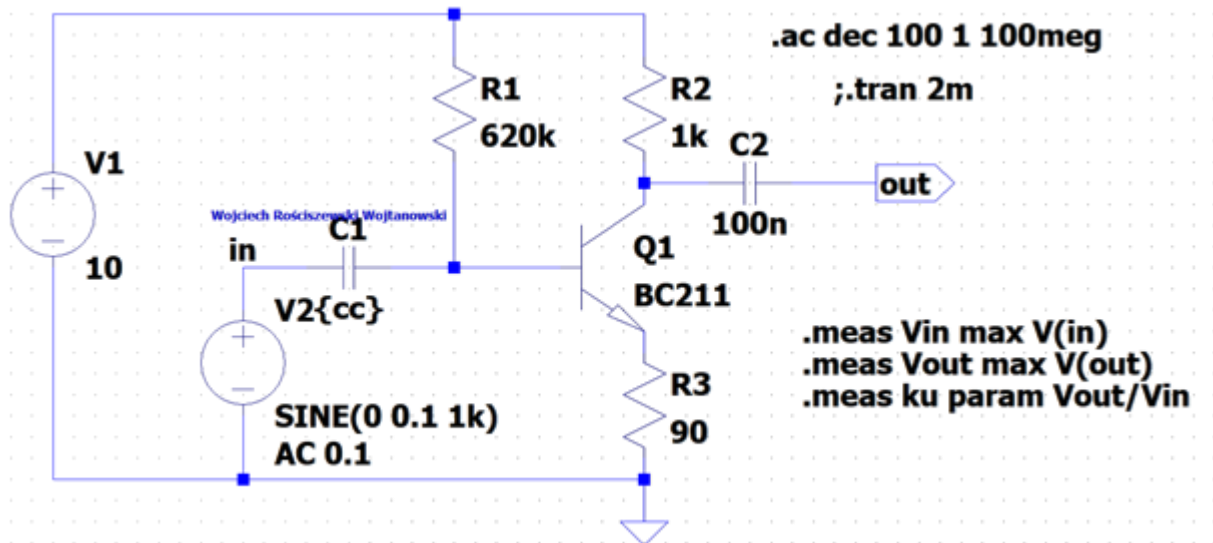 .ac dec 100 1 100meg
;.tran 2m
R1
620k
R2
1k
C2
100n
out
V1
10
Wojciech Rościszewski Wojtanowski
C1
in
{cc}
V2
SINE(0 0.1 1k)
AC 0.1
Q1
BC211
R3
90
.meas Vin max V(in)
.meas Vout max V(out)
.meas ku param Vout/Vin